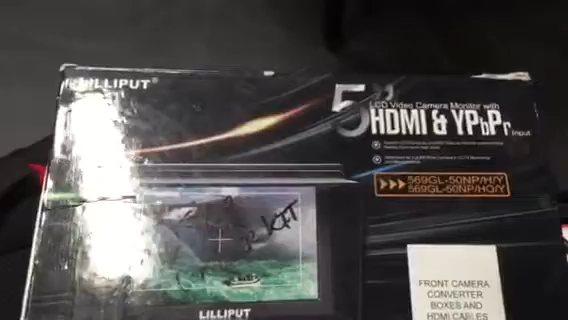 LILLIPUT®
5"
LCD Video Camera Monitor with
HDMI & YPbPr Input
569GL-50NP/H/Y
569GL-50NP/HO/Y
KIT
LILLIPUT
FRONT CAMERA
CONVERTER
BOXES AND
HDMI CABLES